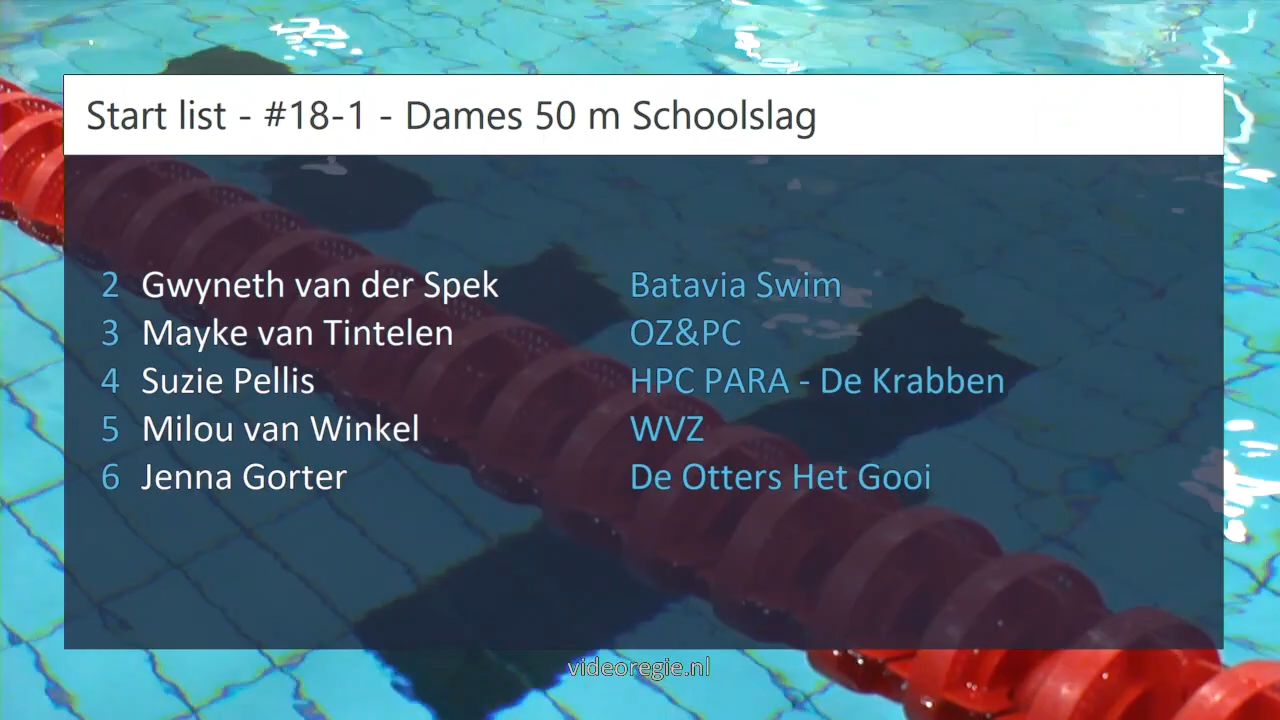 Start list - #18-1 - Dames 50 m Schoolslag
2 Gwyneth van der Spek Batavia Swim
3 Mayke van Tintelen OZ&PC
4 Suzie Pellis HPC PARA - De Krabben
5 Milou van Winkel WVZ
6 Jenna Gorter De Otters Het Gooi
videoregie.nl